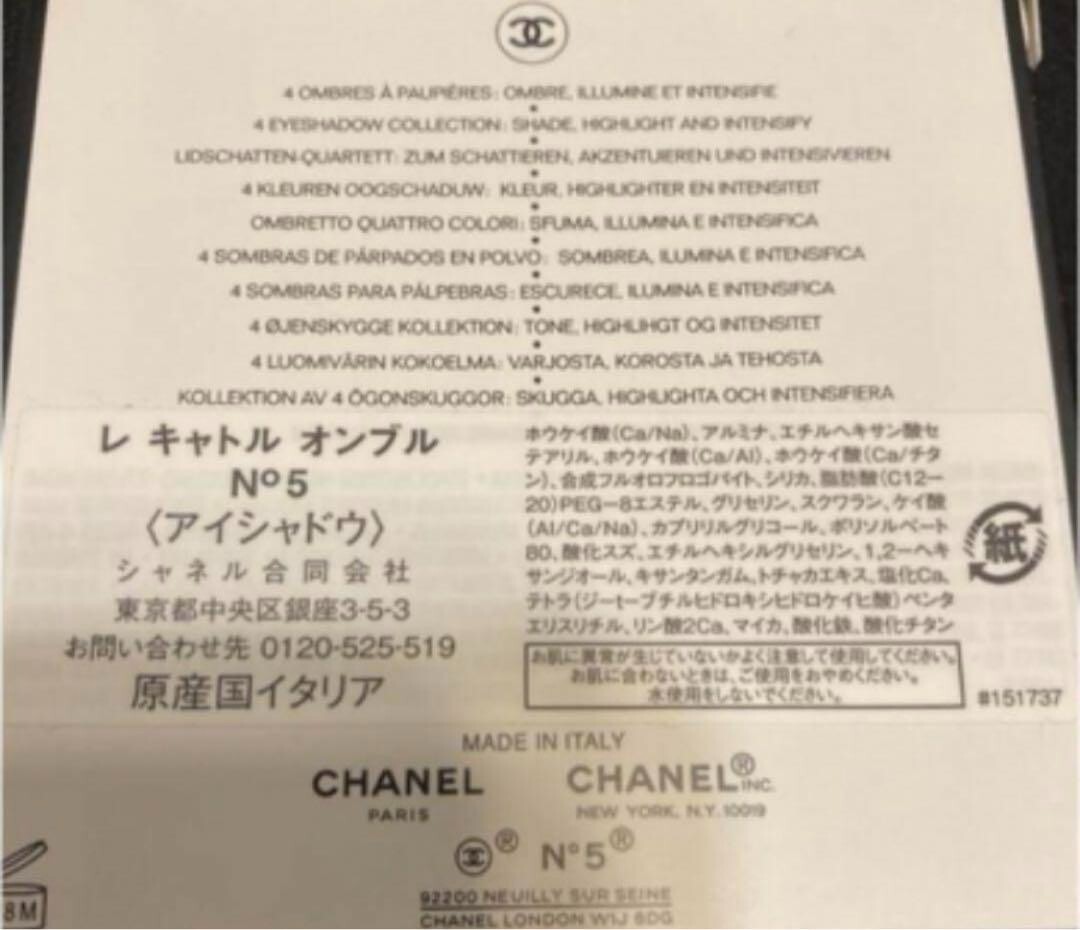 4 OMBRES À PAUPIÈRES : OMBRE, ILLUMINE ET INTENSIFIE
4 EYESHADOW COLLECTION : SHADE, HIGHLIGHT AND INTENSIFY
LIDSCHATTEN-QUARTETT: ZUM SCHATTIEREN, AKZENTUIEREN UND INTENSIVIEREN
4 KLEUREN OOGSCHADUW: KLEUR, HIGHLIGHTER EN INTENSITEIT
OMBRETTO QUATTRO COLORI : SFUMA, ILLUMINA E INTENSIFICA
4 SOMBRAS DE PÁRPADOS EN POLVO: SOMBREA, ILUMINA E INTENSIFICA
4 SOMBRAS PARA PÁLPEBRAS : ESCURECE, ILUMINA E INTENSIFICA
4 ØJENSKYGGE KOLLEKTION : TONE, HIGHLIHGT OG INTENSITET
4 LUOMIVÄRIN KOKOELMA: VARJOSTA, KOROSTA JA TEHOSTA
KOLLEKTION AV 4 ÖGONSKUGGOR: SKUGGA, HIGHLIGHTA OCH INTENSIFIERA
レ キャトル オンブル
Nº5
〈アイシャドウ〉
シャネル合同会社
東京都中央区銀座3-5-3
お問い合わせ先 0120-525-519
原産国イタリア
ホウケイ酸(Ca/Na)、アルミナ、エチルヘキサン酸セ
テアリル、ホウケイ酸(Ca/Al)、ホウケイ酸(Ca/チタ
ン)、合成フルオロフロゴパイト、シリカ、脂肪酸(C12-
20)PEG-8エステル、グリセリン、スクワラン、ケイ酸
(Al/Ca/Na)、カプリリルグリコール、ポリソルベート
80、酸化スズ、エチルヘキシルグリセリン、1,2-ヘキ
サンジオール、キサンタンガム、トチャカエキス、塩化Ca、
テトラ(ジ-t-ブチルヒドロキシヒドロケイヒ酸)ペンタ
エリスリチル、リン酸2Ca、マイカ、酸化鉄、酸化チタン
お肌に異常が生じていないかよく注意して使用してください。
お肌に合わないときは、ご使用をおやめください。
水使用をしないでください。
紙
#151737
MADE IN ITALY
CHANEL
PARIS
CHANEL® INC.
NEW YORK, N.Y. 10019
® N°5®
92200 NEUILLY SUR SEINE
CHANEL LONDON W1J 6DG
8M